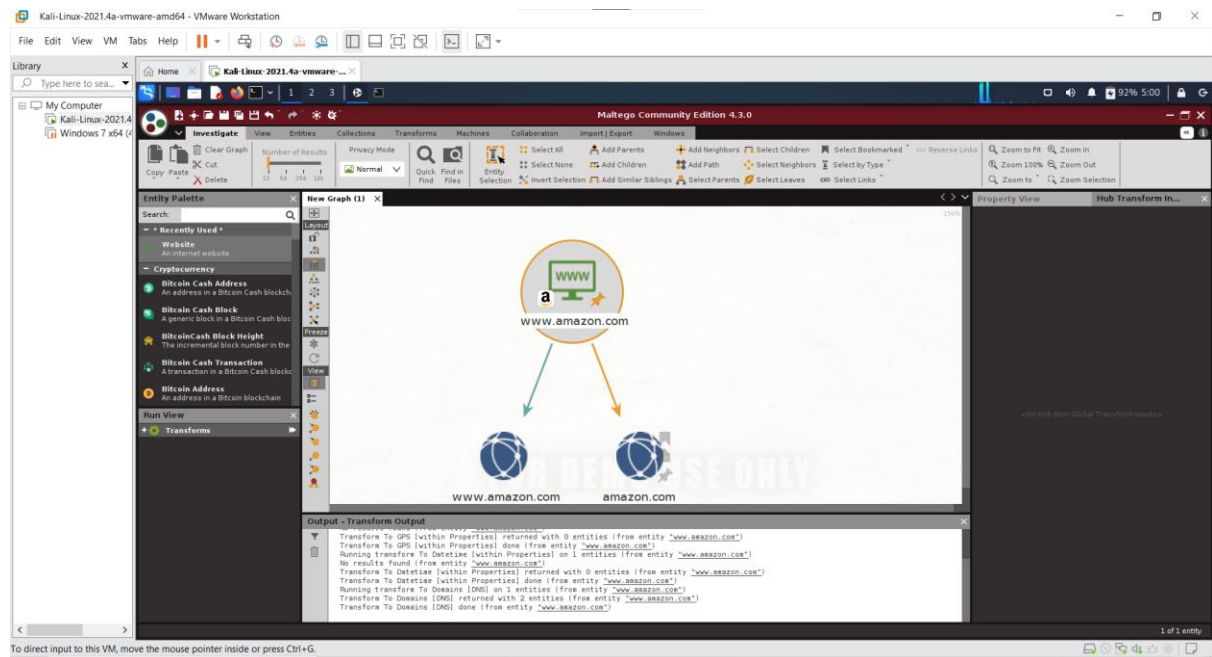 Kali-Linux-2021.4a-vmware-amd64 - VMware Workstation
File Edit View VM Tabs Help
Library X
Type here to sea...
My Computer
Kali-Linux-2021.4
Windows 7 x64 (4
Home
Kali-Linux-2021.4a-vmware-...
1 2 3
92% 5:00
Maltego Community Edition 4.3.0
Investigate View Entities Collections Transforms Machines Collaboration Import | Export Windows
Copy Paste
Clear Graph
Cut
Delete
Number of Results
12
Privacy Mode
Normal
Quick Find
Find in Files
Entity Selection
Select All
Select None
Invert Selection
Add Parents
Add Children
Add Similar Siblings
Add Neighbors
Add Path
Select Parents
Select Children
Select Neighbors
Select Leaves
Select Bookmarked
Select by Type
Select Links
Reverse Links
Zoom to Fit
Zoom 100%
Zoom to
Zoom In
Zoom Out
Zoom Selection
Entity Palette
Search:
* Recently Used *
Website
An internet website
Cryptocurrency
Bitcoin Cash Address
An address in a Bitcoin Cash blockch
Bitcoin Cash Block
A generic block in a Bitcoin Cash bloc
BitcoinCash Block Height
The incremental block number in the
Bitcoin Cash Transaction
A transaction in a Bitcoin Cash blockc
Bitcoin Address
An address in a Bitcoin blockchain
Run View
Transforms
New Graph (1)
Layout
Freeze
View
150%
WWW
a
www.amazon.com
www.amazon.com
amazon.com
USE ONLY
Property View
Hub Transform In...
<No Hub Item Global Transform Inputs>
Output - Transform Output
Transform To GPS [within Properties] returned with 0 entities (from entity "www.amazon.com")
Transform To GPS [within Properties] done (from entity "www.amazon.com")
Running transform To Datetime [within Properties] on 1 entities (from entity "www.amazon.com")
No results found (from entity "www.amazon.com")
Transform To Datetime [within Properties] returned with 0 entities (from entity "www.amazon.com")
Transform To Datetime [within Properties] done (from entity "www.amazon.com")
Running transform To Domains [DNS] on 1 entities (from entity "www.amazon.com")
Transform To Domains [DNS] returned with 2 entities (from entity "www.amazon.com")
Transform To Domains [DNS] done (from entity "www.amazon.com")
1 of 1 entity
To direct input to this VM, move the mouse pointer inside or press Ctrl+G.